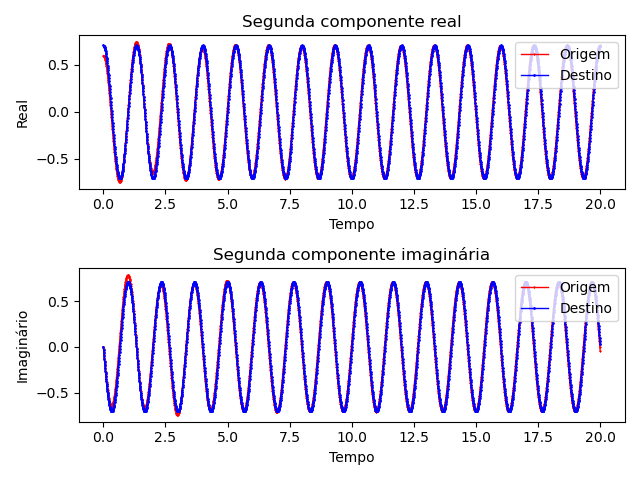 Segunda componente real
0.5
0.0
−0.5
Real
Origem
Destino
0.0 2.5 5.0 7.5 10.0 12.5 15.0 17.5 20.0
Tempo
Segunda componente imaginária
0.5
0.0
−0.5
Imaginário
Origem
Destino
0.0 2.5 5.0 7.5 10.0 12.5 15.0 17.5 20.0
Tempo